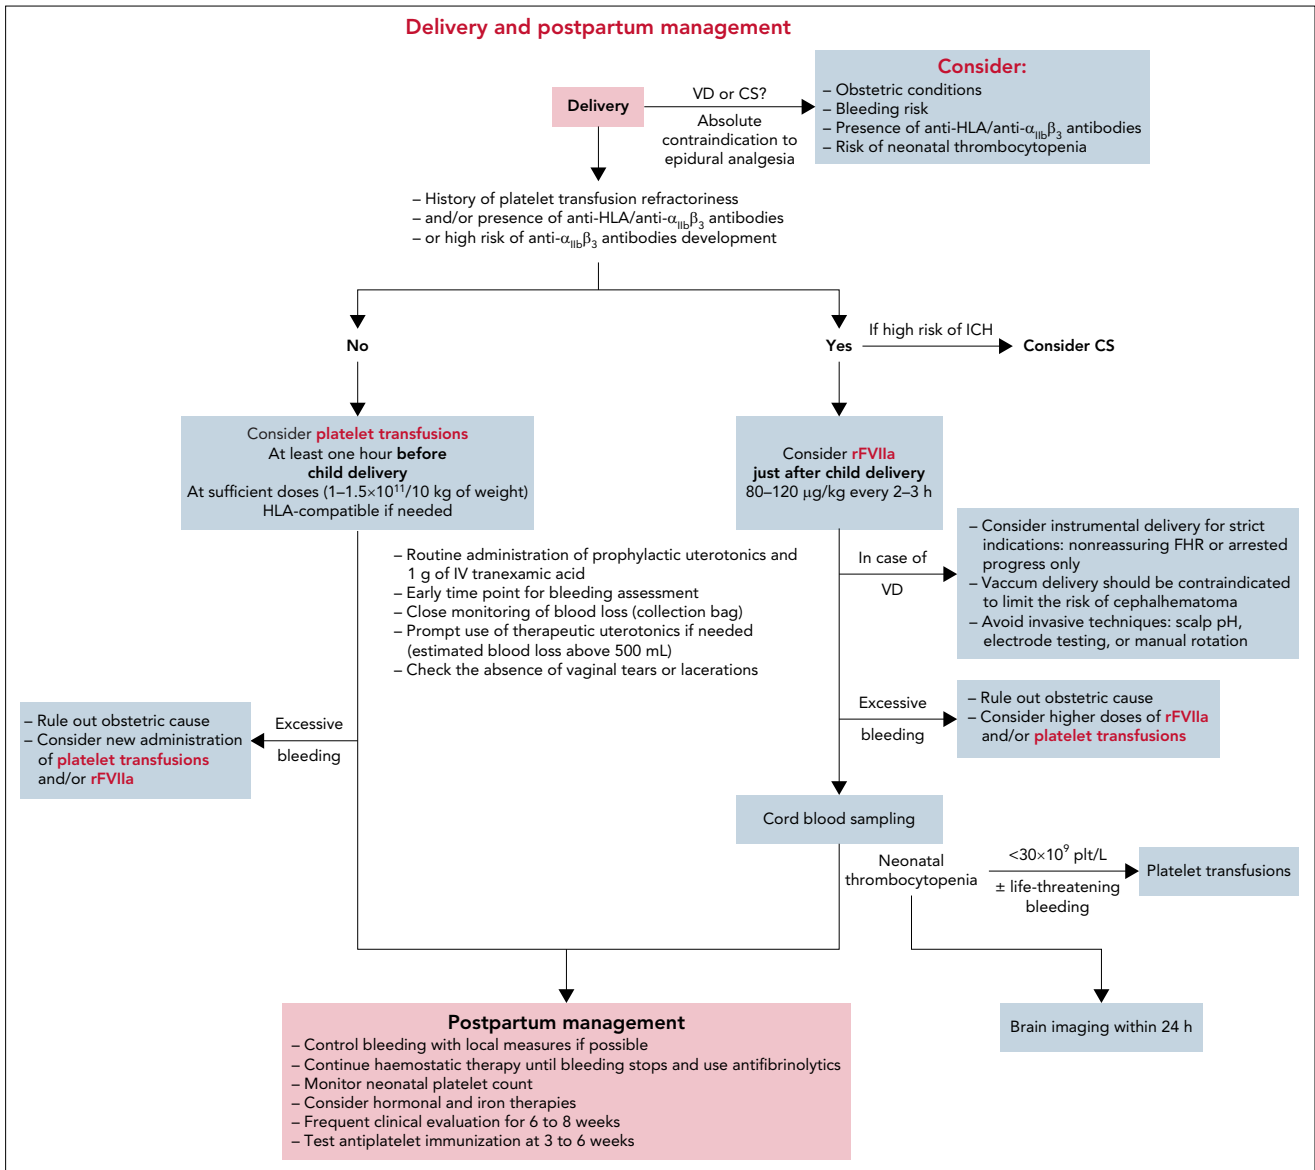 Delivery and postpartum management
Delivery
VD or CS?
Absolute
contraindication to
epidural analgesia
Consider:
– Obstetric conditions
– Bleeding risk
– Presence of anti-HLA/anti-αIIbβ3 antibodies
– Risk of neonatal thrombocytopenia
– History of platelet transfusion refractoriness
– and/or presence of anti-HLA/anti-αIIbβ3 antibodies
– or high risk of anti-αIIbβ3 antibodies development
No
Yes
If high risk of ICH
Consider CS
Consider platelet transfusions
At least one hour before
child delivery
At sufficient doses (1–1.5×10¹¹/10 kg of weight)
HLA-compatible if needed
Consider rFVIIa
just after child delivery
80–120 μg/kg every 2–3 h
– Routine administration of prophylactic uterotonics and
1 g of IV tranexamic acid
– Early time point for bleeding assessment
– Close monitoring of blood loss (collection bag)
– Prompt use of therapeutic uterotonics if needed
(estimated blood loss above 500 mL)
– Check the absence of vaginal tears or lacerations
In case of
VD
– Consider instrumental delivery for strict
indications: nonreassuring FHR or arrested
progress only
– Vaccum delivery should be contraindicated
to limit the risk of cephalhematoma
– Avoid invasive techniques: scalp pH,
electrode testing, or manual rotation
– Rule out obstetric cause
– Consider new administration
of platelet transfusions
and/or rFVIIa
Excessive
bleeding
Excessive
bleeding
– Rule out obstetric cause
– Consider higher doses of rFVIIa
and/or platelet transfusions
Cord blood sampling
Neonatal
thrombocytopenia
<30×10⁹ plt/L
± life-threatening
bleeding
Platelet transfusions
Brain imaging within 24 h
Postpartum management
– Control bleeding with local measures if possible
– Continue haemostatic therapy until bleeding stops and use antifibrinolytics
– Monitor neonatal platelet count
– Consider hormonal and iron therapies
– Frequent clinical evaluation for 6 to 8 weeks
– Test antiplatelet immunization at 3 to 6 weeks